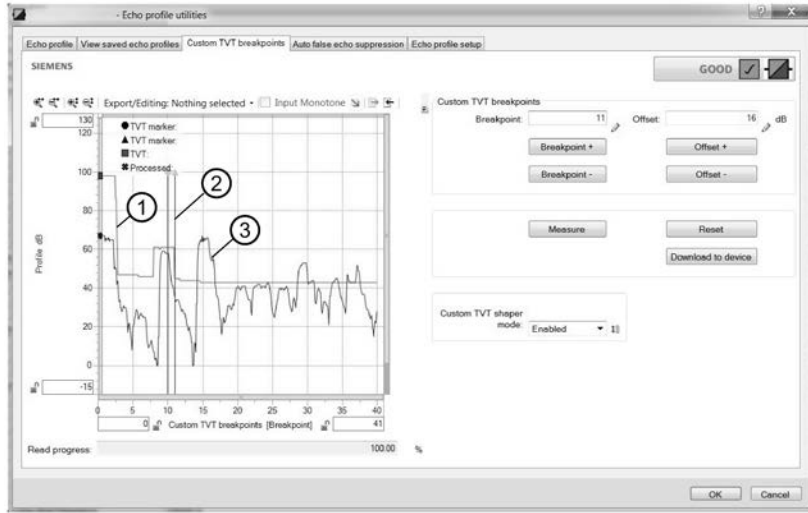 - Echo profile utilities
Echo profile View saved echo profiles Custom TVT breakpoints Auto false echo suppression Echo profile setup
SIEMENS
GOOD
Export/Editing: Nothing selected Input Monotone
130
120
100
80
60
40
20
0
-15
Profile dB
TVT marker:
TVT marker:
TVT:
Processed:
1
2
3
0 5 10 15 20 25 30 35 40
0 Custom TVT breakpoints [Breakpoint] 41
Read progress: 100.00 %
Custom TVT breakpoints
Breakpoint: 11 Offset: 16 dB
Breakpoint + Offset +
Breakpoint - Offset -
Measure Reset
Download to device
Custom TVT shaper
mode: Enabled
OK Cancel